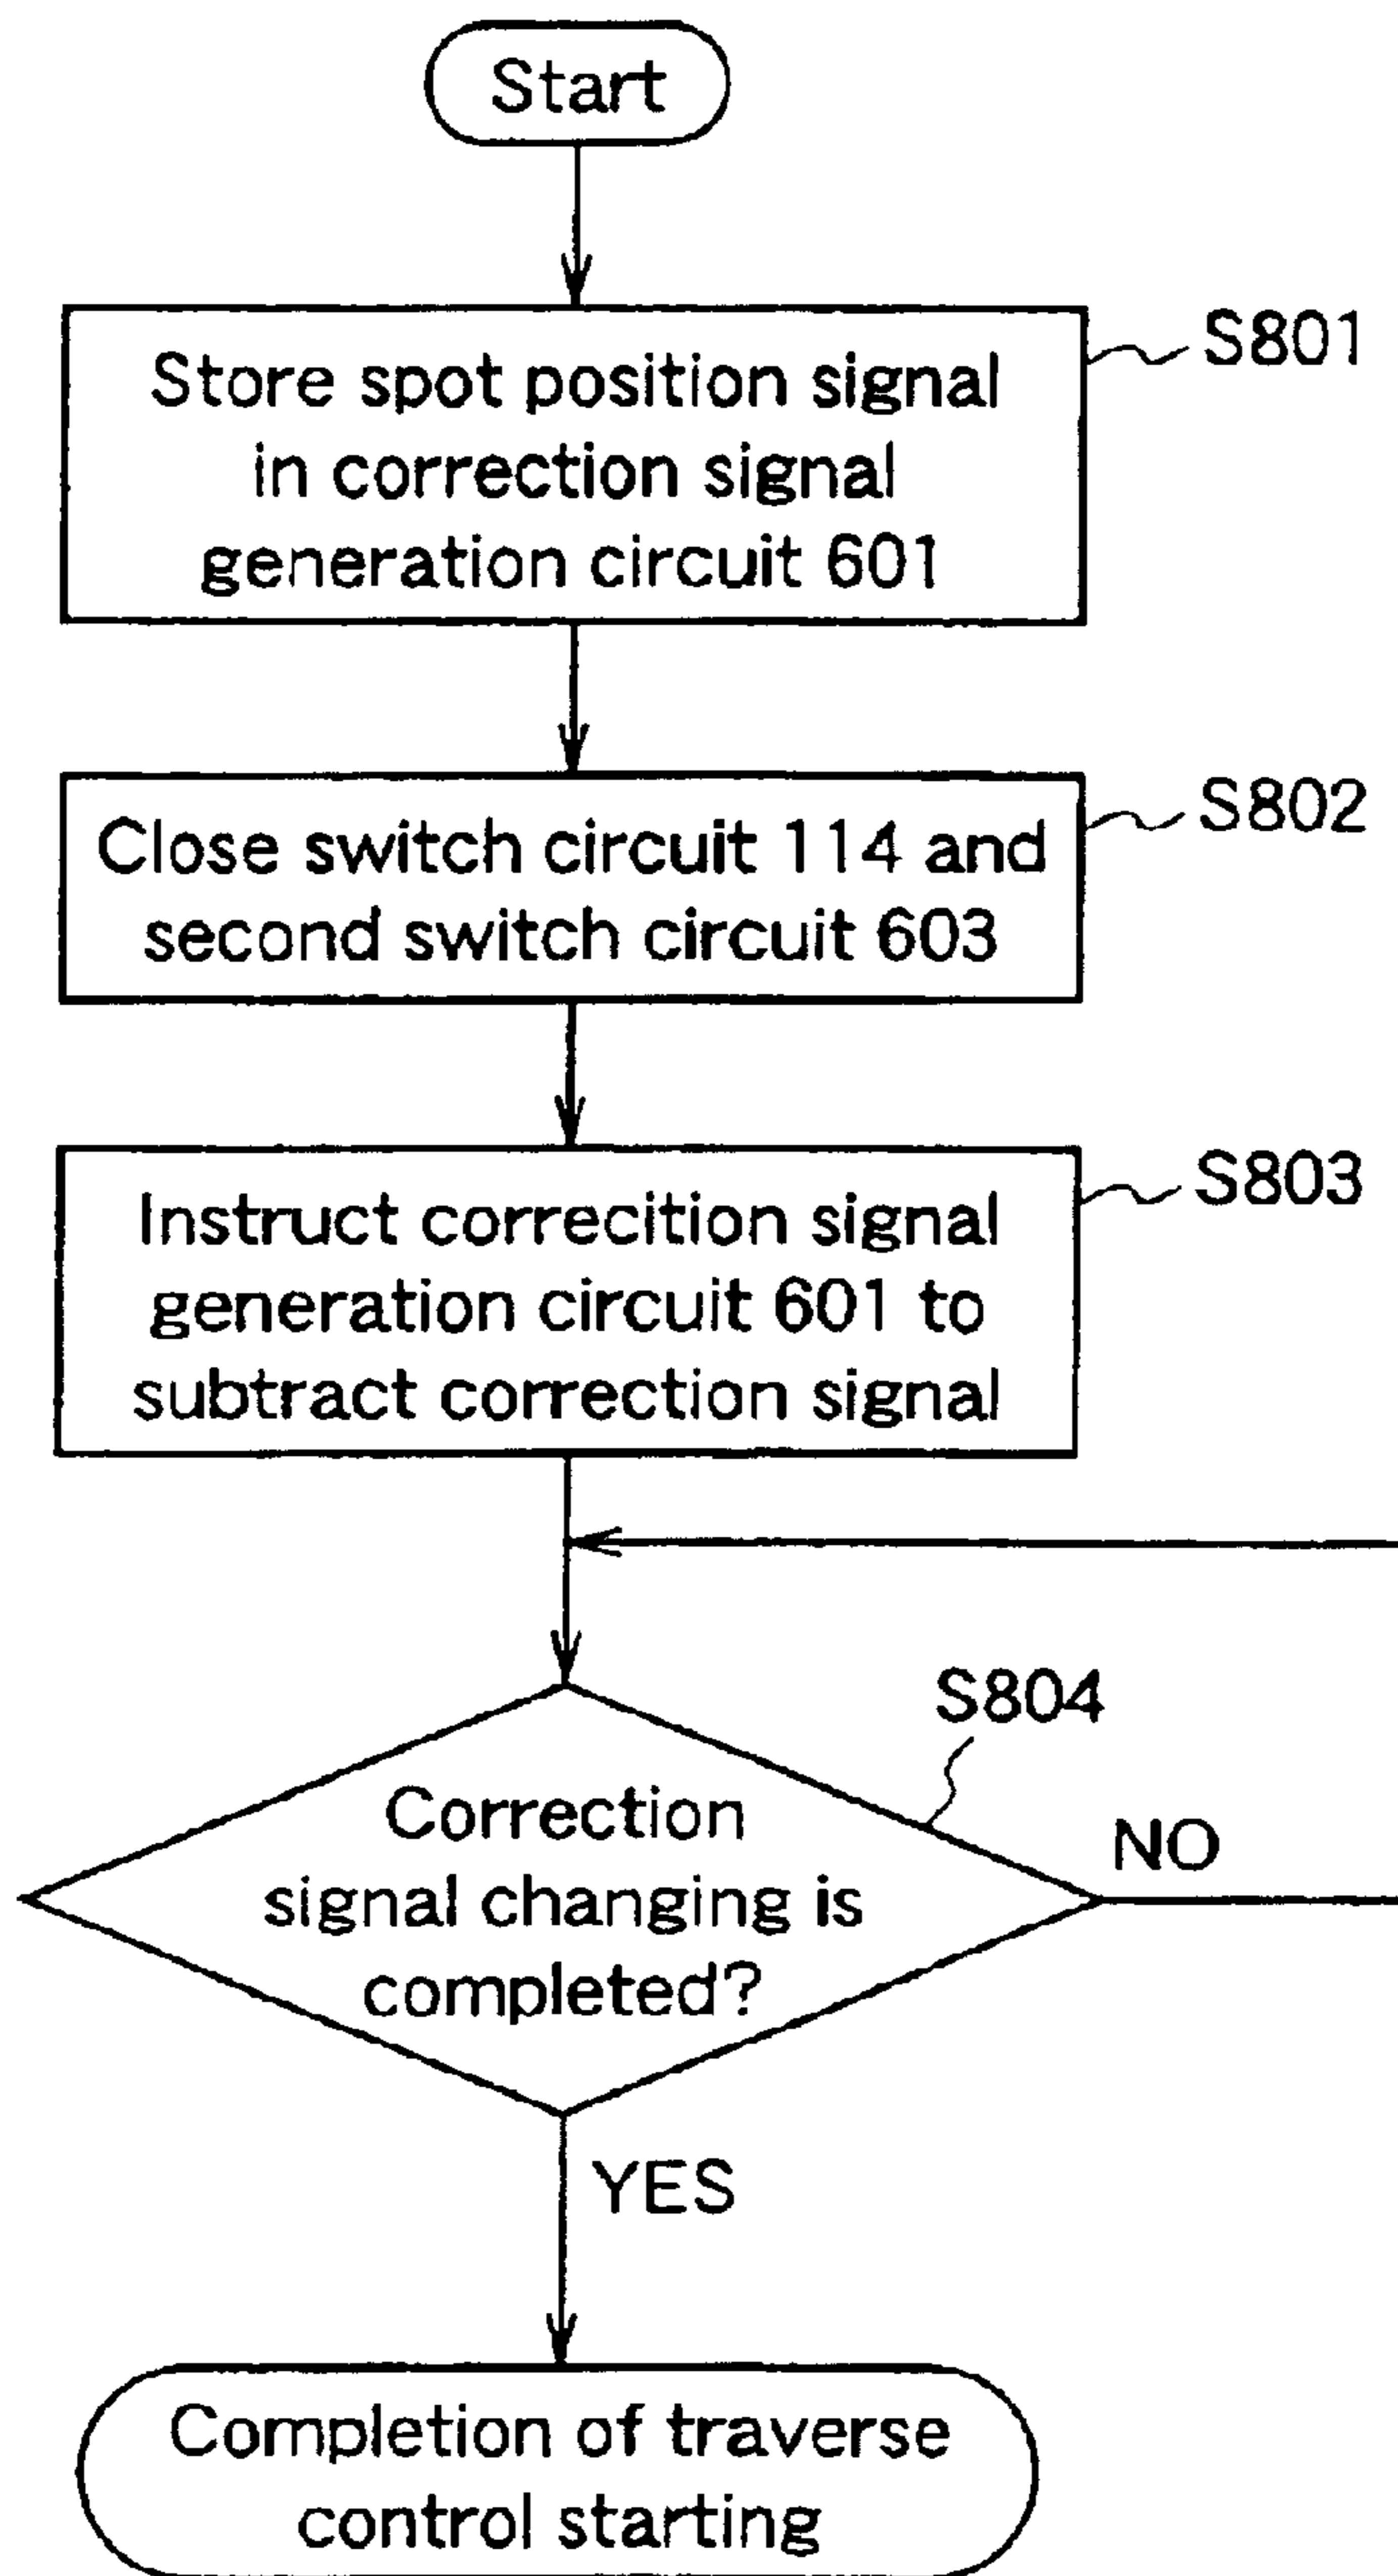 Start
S801
Store spot position signal
in correction signal
generation circuit 601
S802
Close switch circuit 114 and
second switch circuit 603
S803
Instruct correcition signal
generation circuit 601 to
subtract correction signal
S804
Correction
signal changing is
completed?
NO
YES
Completion of traverse
control starting